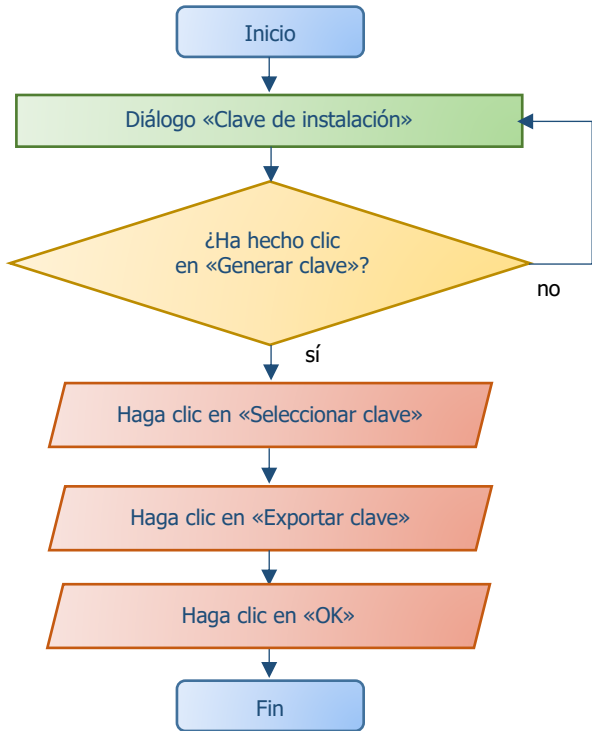 Inicio
Diálogo «Clave de instalación»
¿Ha hecho clic
en «Generar clave»?
no
sí
Haga clic en «Seleccionar clave»
Haga clic en «Exportar clave»
Haga clic en «OK»
Fin